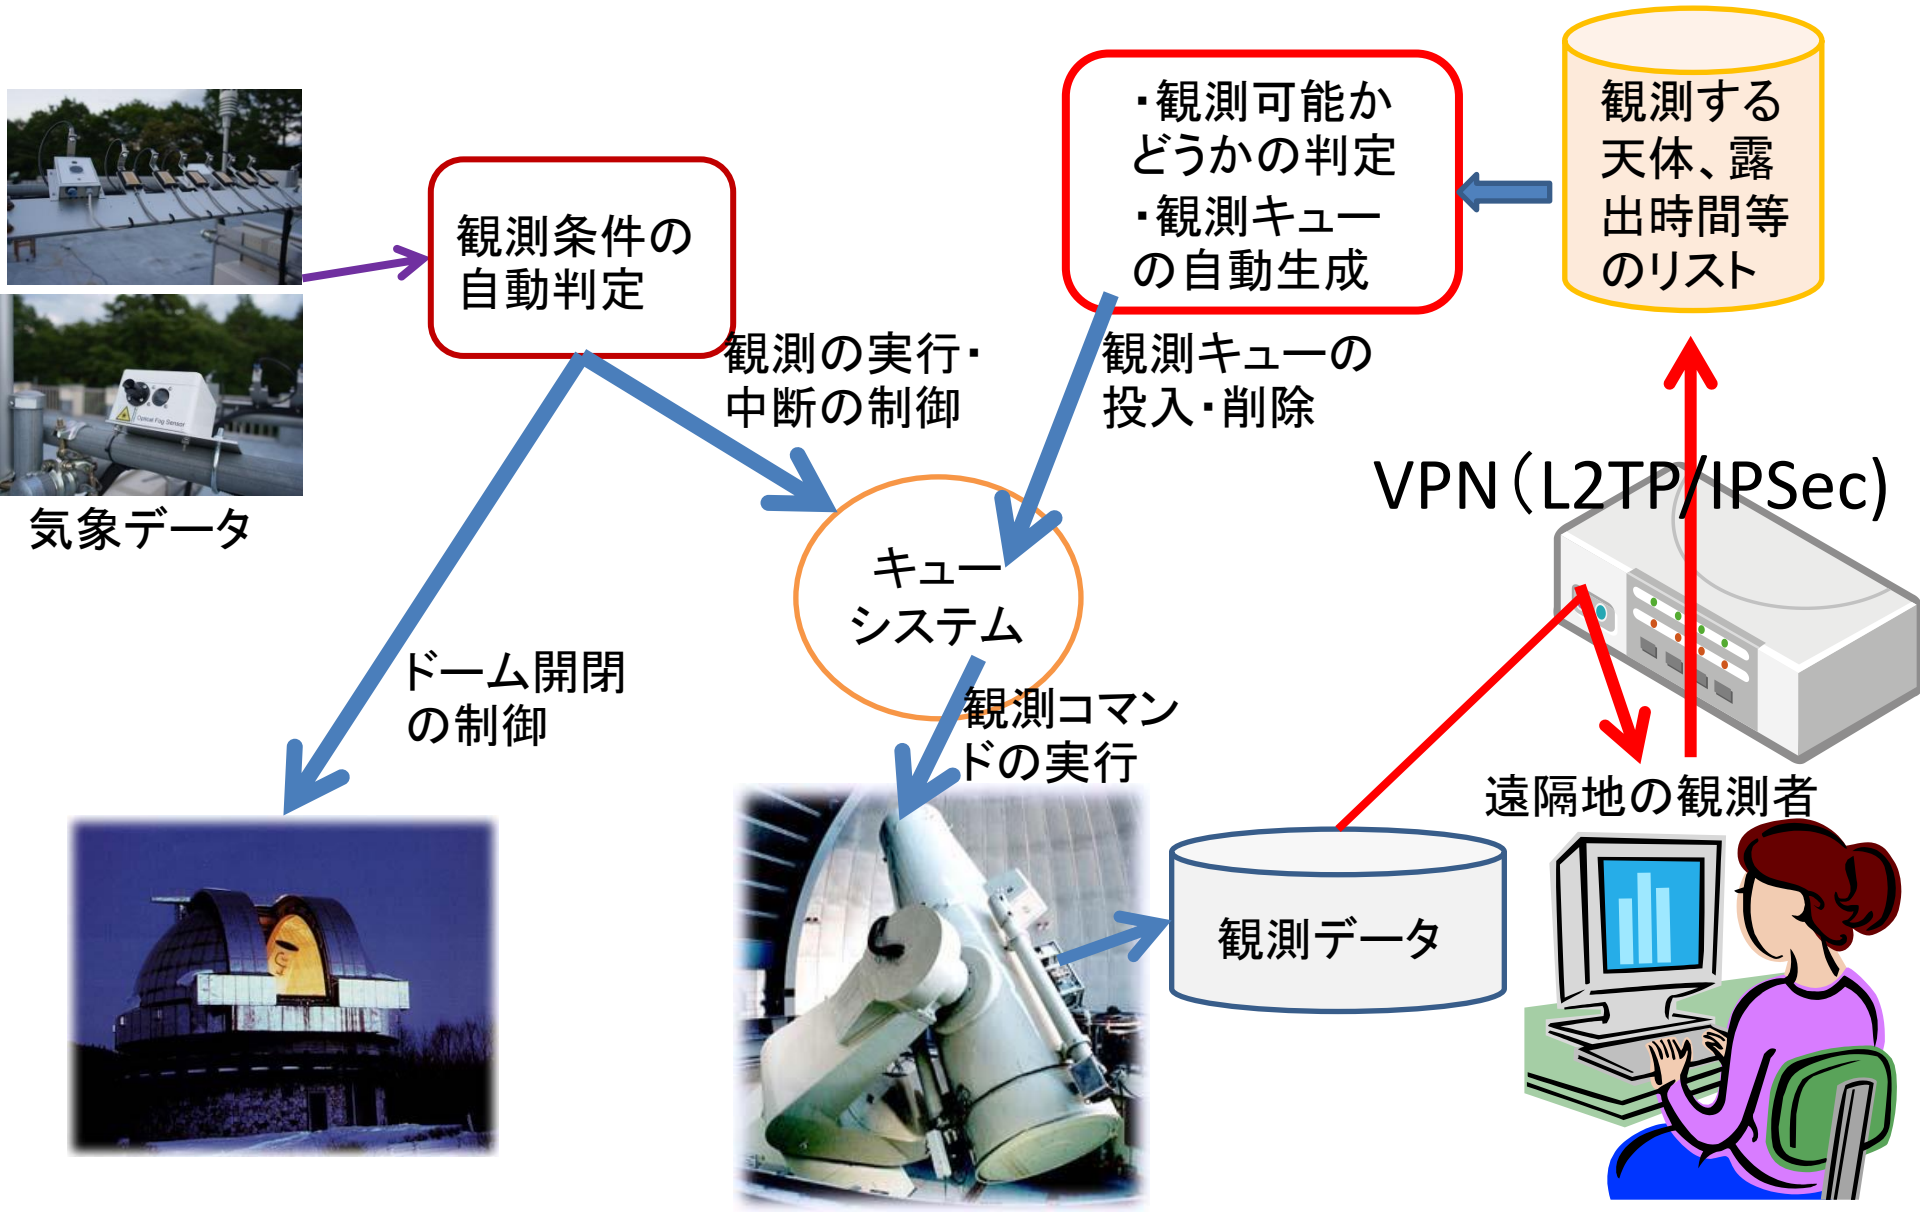 ・観測可能か
どうかの判定
・観測キュー
の自動生成
観測する
天体、露
出時間等
のリスト
観測条件の
自動判定
観測の実行・
中断の制御
観測キューの
投入・削除
Optical Fog Sensor
気象データ
VPN（L2TP/IPSec)
キュー
システム
ドーム開閉
の制御
観測コマン
ドの実行
遠隔地の観測者
観測データ